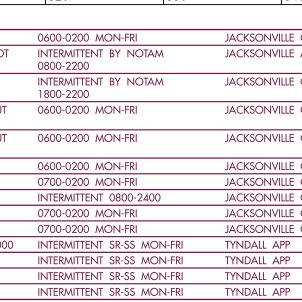 0600-0200 MON-FRI JACKSONVILLE
INTERMITTENT BY NOTAM JACKSONVILLE
0800-2200
INTERMITTENT BY NOTAM JACKSONVILLE
1800-2200
0600-0200 MON-FRI JACKSONVILLE
0600-0200 MON-FRI JACKSONVILLE
0600-0200 MON-FRI JACKSONVILLE
0700-0200 MON-FRI JACKSONVILLE
INTERMITTENT 0800-2400 JACKSONVILLE
0700-0200 MON-FRI JACKSONVILLE
0700-0200 MON-FRI JACKSONVILLE
INTERMITTENT SR-SS MON-FRI TYNDALL APP
INTERMITTENT SR-SS MON-FRI TYNDALL APP
INTERMITTENT SR-SS MON-FRI TYNDALL APP
INTERMITTENT SR-SS MON-FRI TYNDALL APP